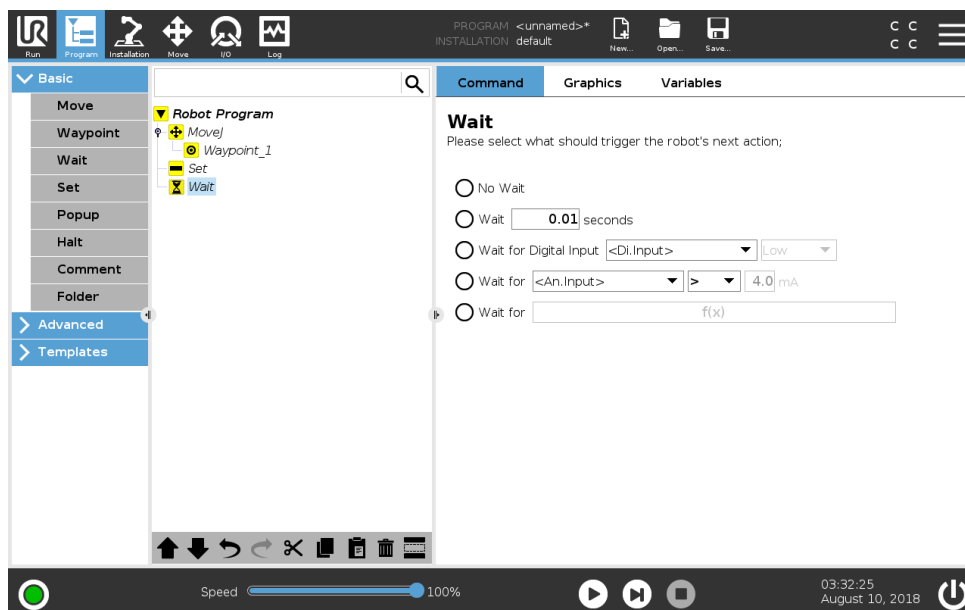 PROGRAM <unnamed>*
INSTALLATION default
UR
Run
Program
Installation
Move
I/O
Log
New...
Open...
Save...
C C
C C
Basic
Move
Waypoint
Wait
Set
Popup
Halt
Comment
Folder
Advanced
Templates
Robot Program
MoveJ
Waypoint_1
Set
Wait
Command Graphics Variables
Wait
Please select what should trigger the robot's next action;
No Wait
Wait 0.01 seconds
Wait for Digital Input <Di.Input> Low
Wait for <An.Input> > 4.0 mA
Wait for f(x)
Speed 100%
03:32:25
August 10, 2018